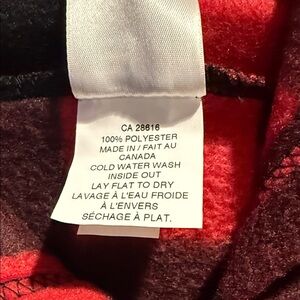 CA 28616
100% POLYESTER
MADE IN / FAIT AU
CANADA
COLD WATER WASH
INSIDE OUT
LAY FLAT TO DRY
LAVAGE À L'EAU FROIDE
À L'ENVERS
SÉCHAGE À PLAT.